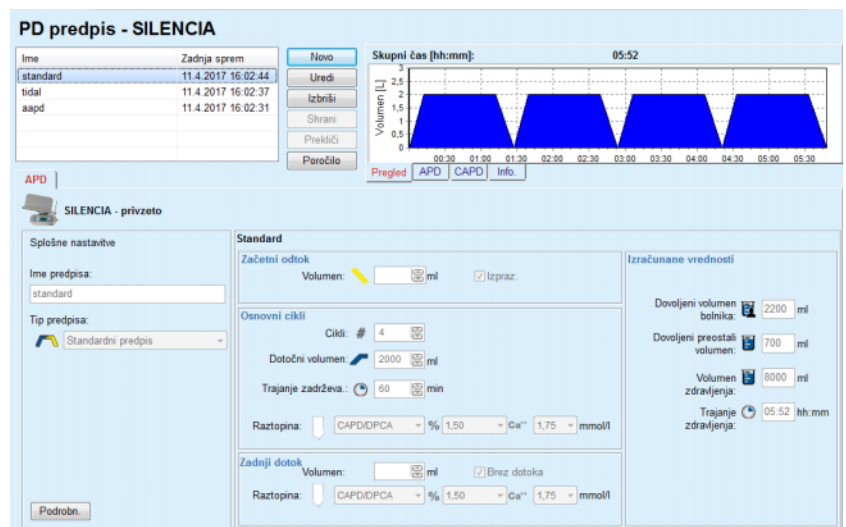 PD predpis - SILENCIA
Ime Zadnja sprem
standard 11.4.2017 16:02:44
tidal 11.4.2017 16:02:37
aapd 11.4.2017 16:02:31
Novo
Uredi
Izbriši
Shrani
Prekliči
Poročilo
Skupni čas [hh:mm]: 05:52
Volumen [L]
3
2,5
2
1,5
1
0,5
0
00:30 01:00 01:30 02:00 02:30 03:00 03:30 04:00 04:30 05:00 05:30
Pregled APD CAPD Info.
APD
SILENCIA - privzeto
Splošne nastavitve
Ime predpisa:
standard
Tip predpisa:
Standardni predpis
Podrobn.
Standard
Začetni odtok
Volumen: ml Izpraz.
Osnovni cikli
Cikli: # 4
Dotočni volumen: 2000 ml
Trajanje zadrževa.: 60 min
Raztopina: CAPD/DPCA % 1,50 Ca++ 1,75 mmol/l
Zadnji dotok
Volumen: ml Brez dotoka
Raztopina: CAPD/DPCA % 1,50 Ca++ 1,75 mmol/l
Izračunane vrednosti
Dovoljeni volumen
bolnika: 2200 ml
Dovoljeni preostali
volumen: 700 ml
Volumen
zdravljenja: 8000 ml
Trajanje
zdravljenja: 05:52 hh:mm